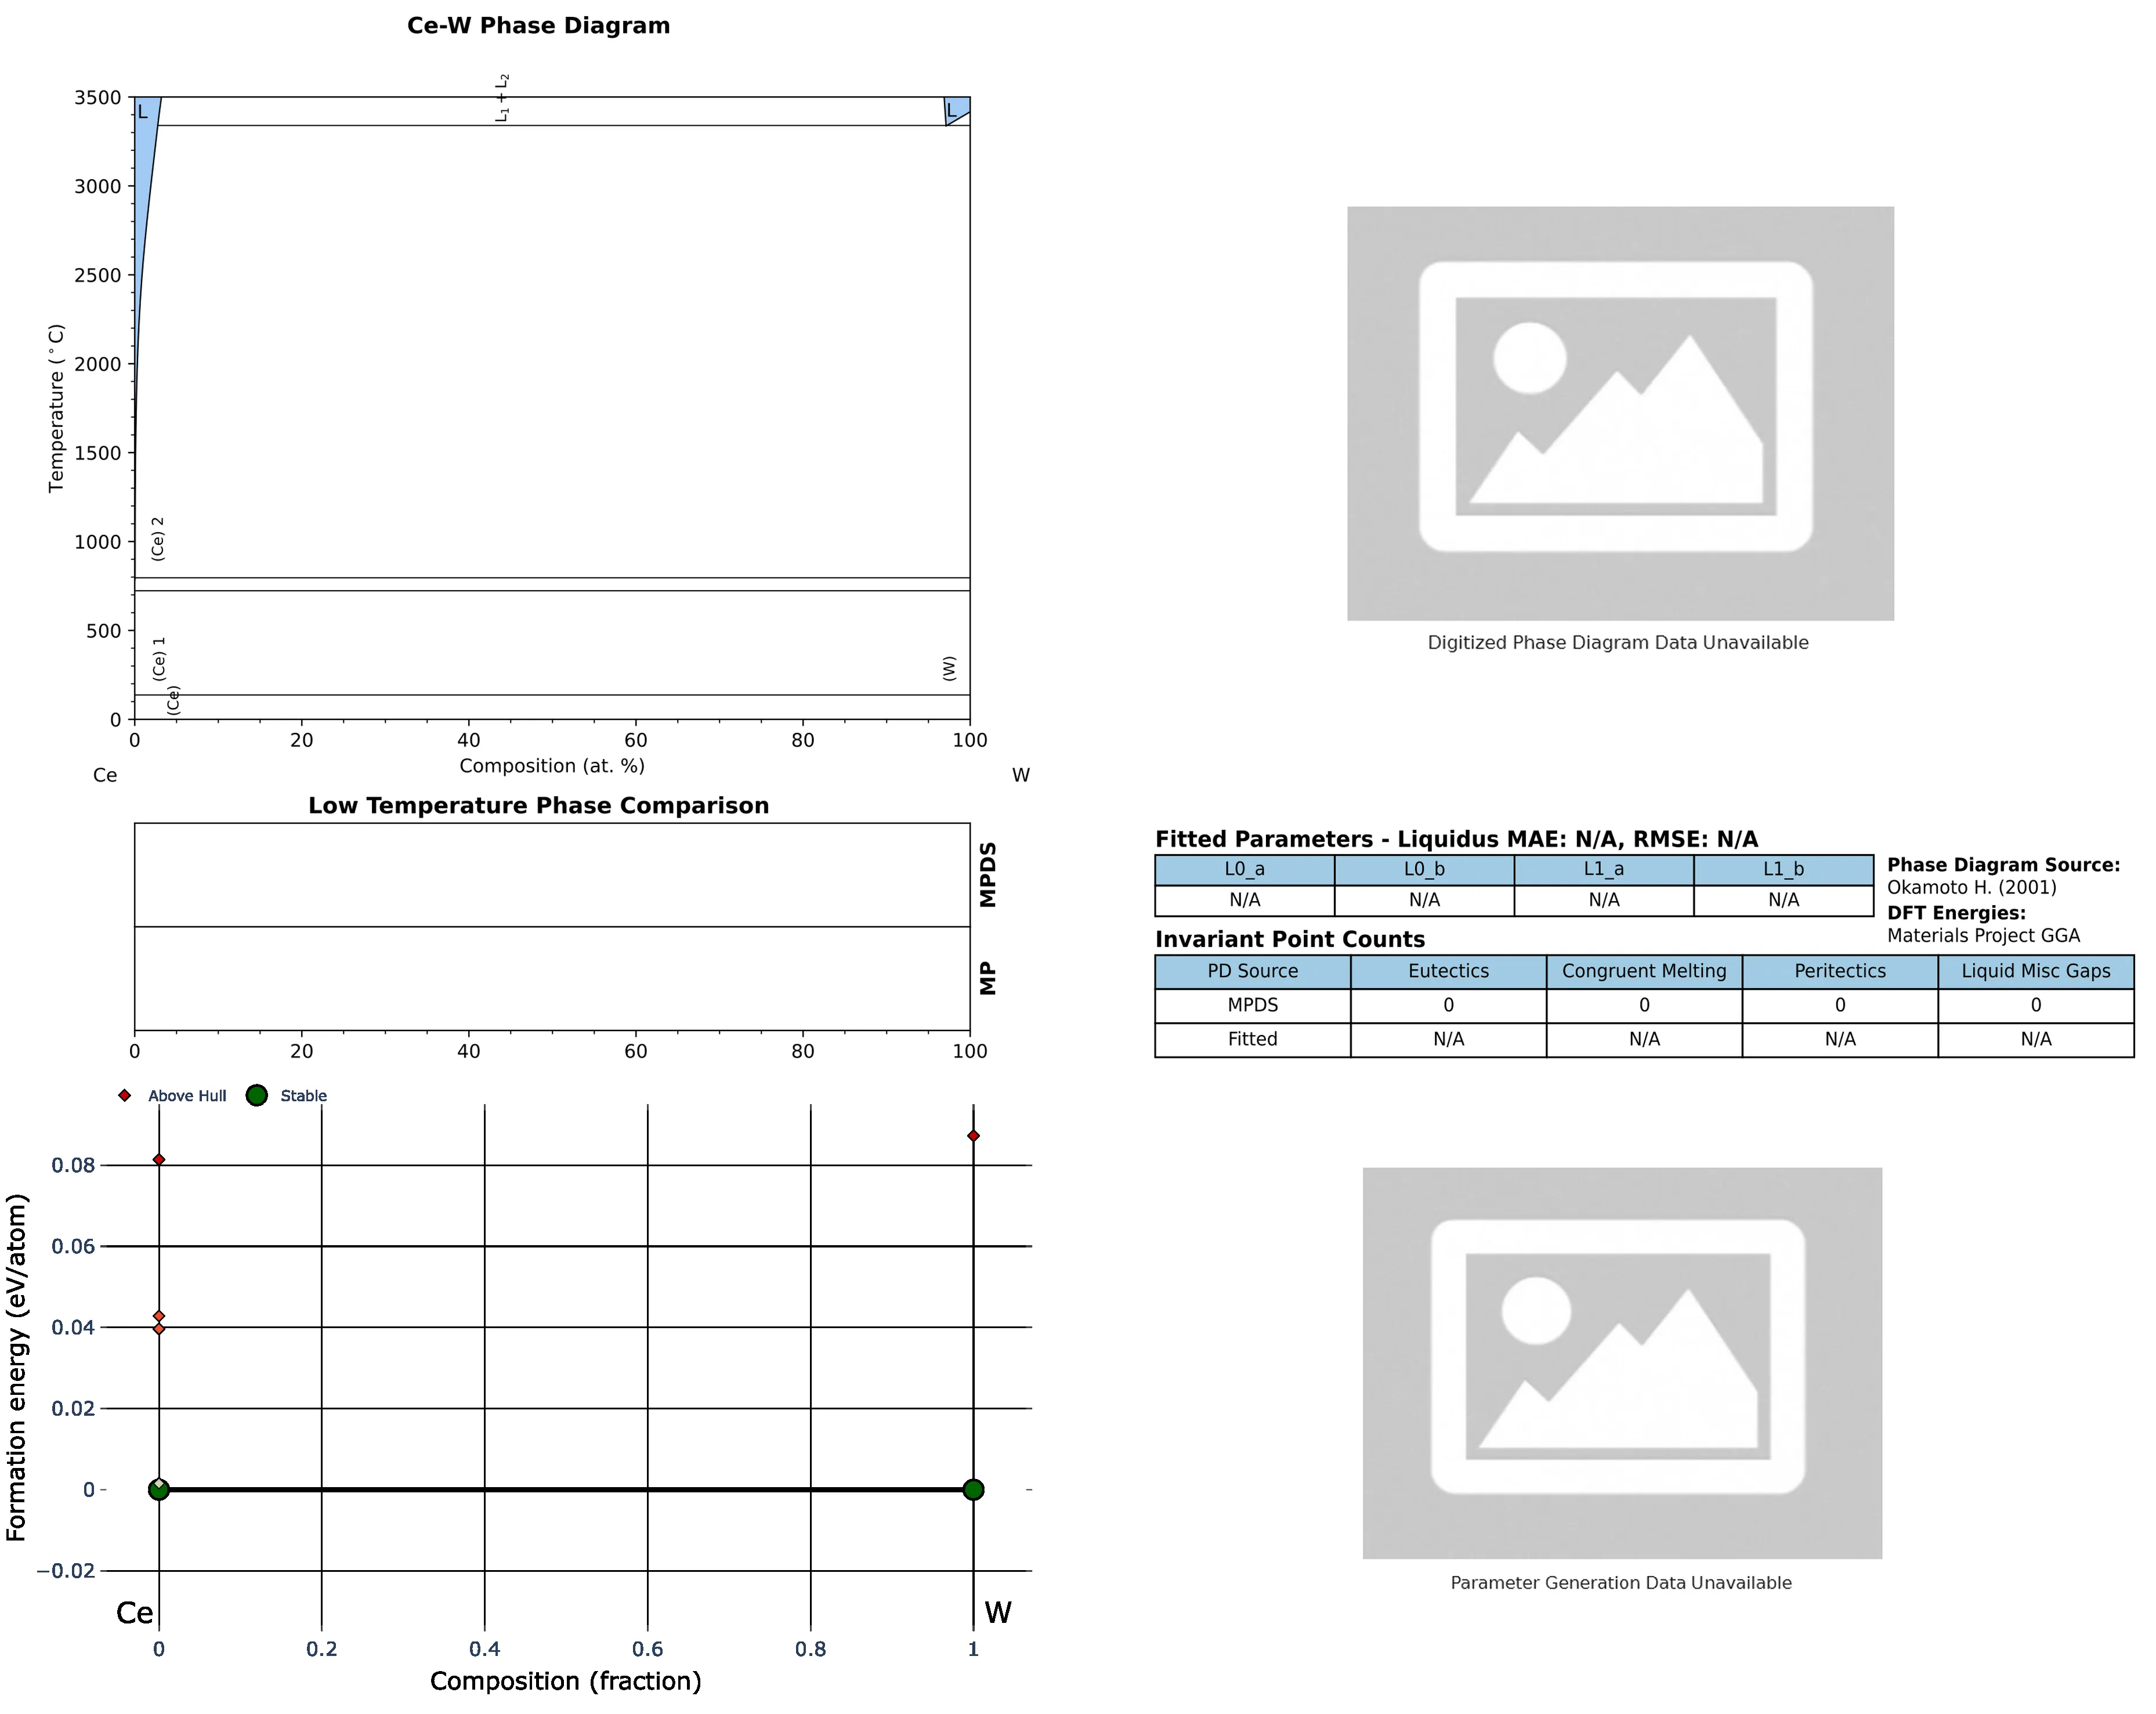 Ce-W Phase Diagram
L₁ + L₂
3500
L
L
3000
2500
2000
1500
1000
500
0
Temperature (°C)
(Ce) 2
(Ce) 1
(Ce)
(W)
0 20 40 60 80 100
Composition (at. %)
Ce W
Digitized Phase Diagram Data Unavailable
Low Temperature Phase Comparison
MPDS
MP
0 20 40 60 80 100
Fitted Parameters - Liquidus MAE: N/A, RMSE: N/A
L0_a L0_b L1_a L1_b
N/A N/A N/A N/A
Phase Diagram Source:
Okamoto H. (2001)
DFT Energies:
Materials Project GGA
Invariant Point Counts
PD Source Eutectics Congruent Melting Peritectics Liquid Misc Gaps
MPDS 0 0 0 0
Fitted N/A N/A N/A N/A
Above Hull Stable
0.08
0.06
0.04
0.02
0
−0.02
Formation energy (eV/atom)
Ce W
0 0.2 0.4 0.6 0.8 1
Composition (fraction)
Parameter Generation Data Unavailable